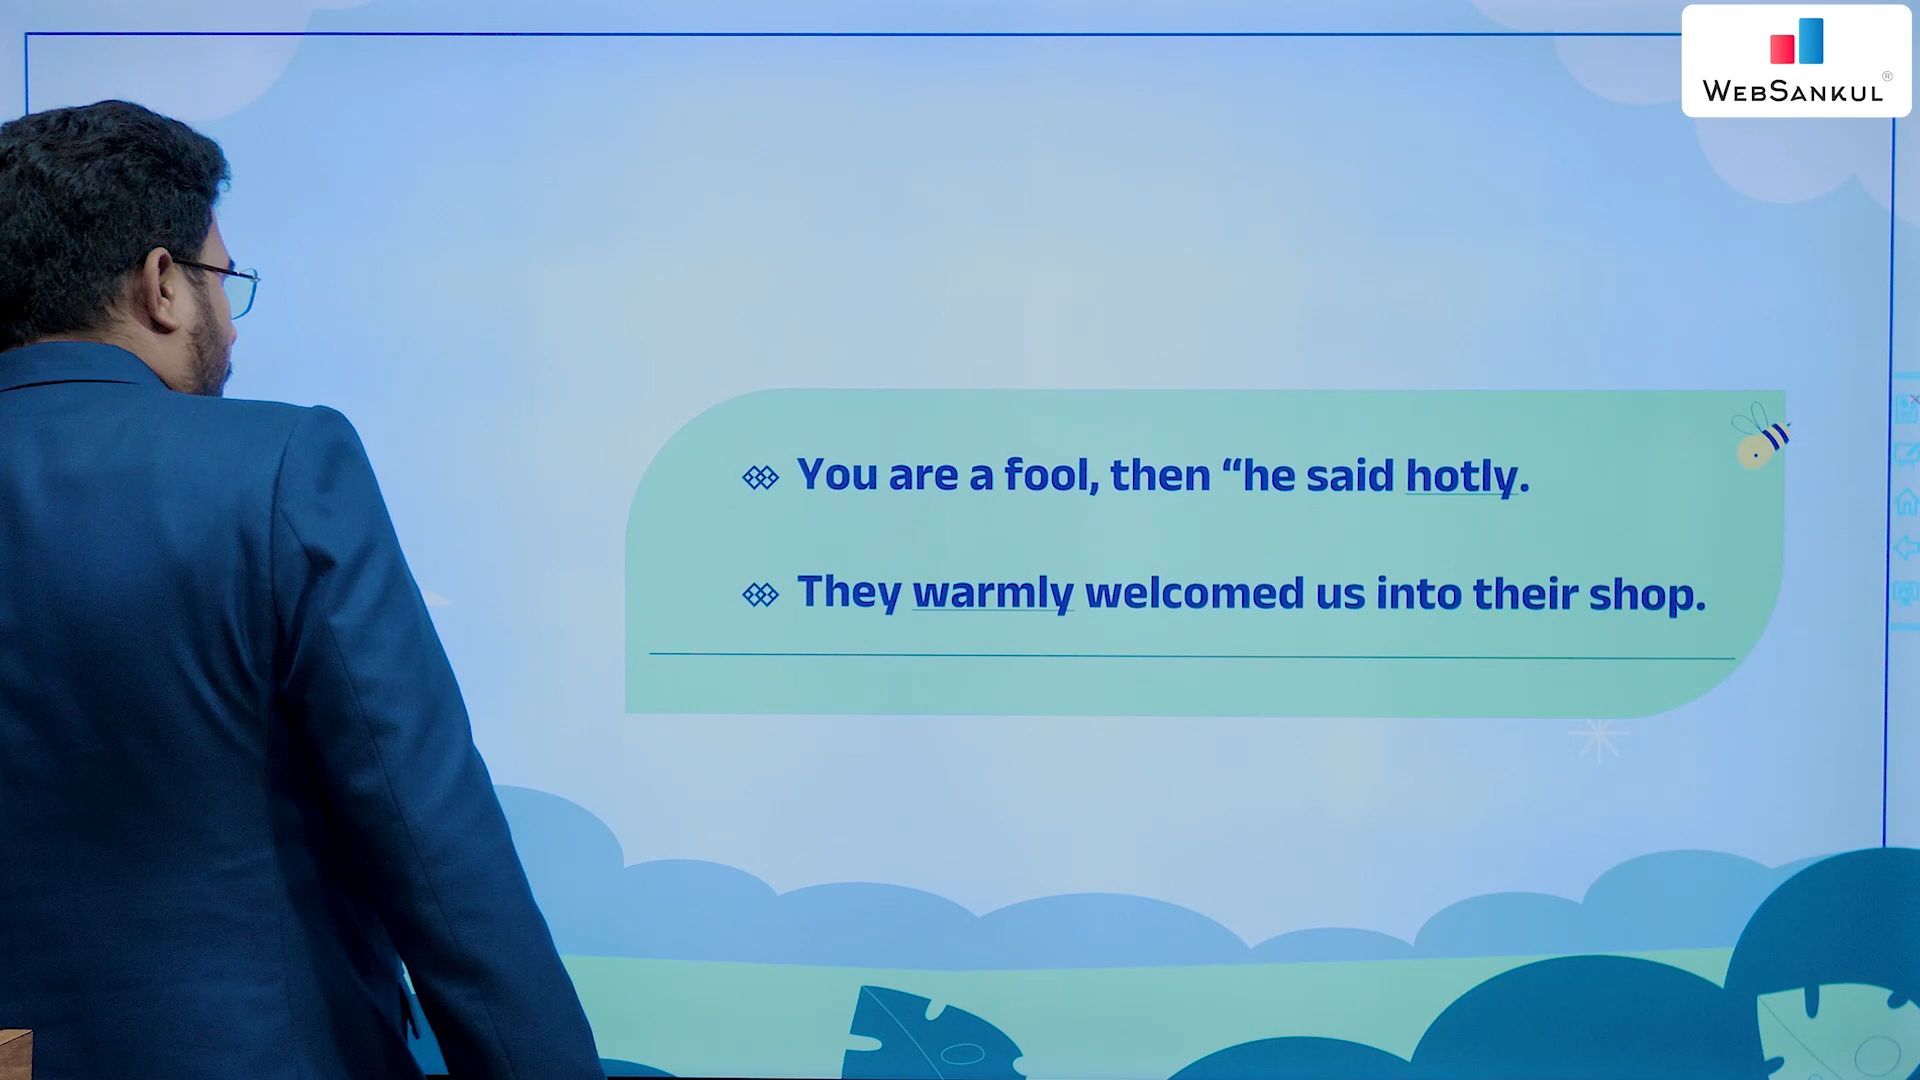 WEBSANKUL®
You are a fool, then “he said hotly.
They warmly welcomed us into their shop.